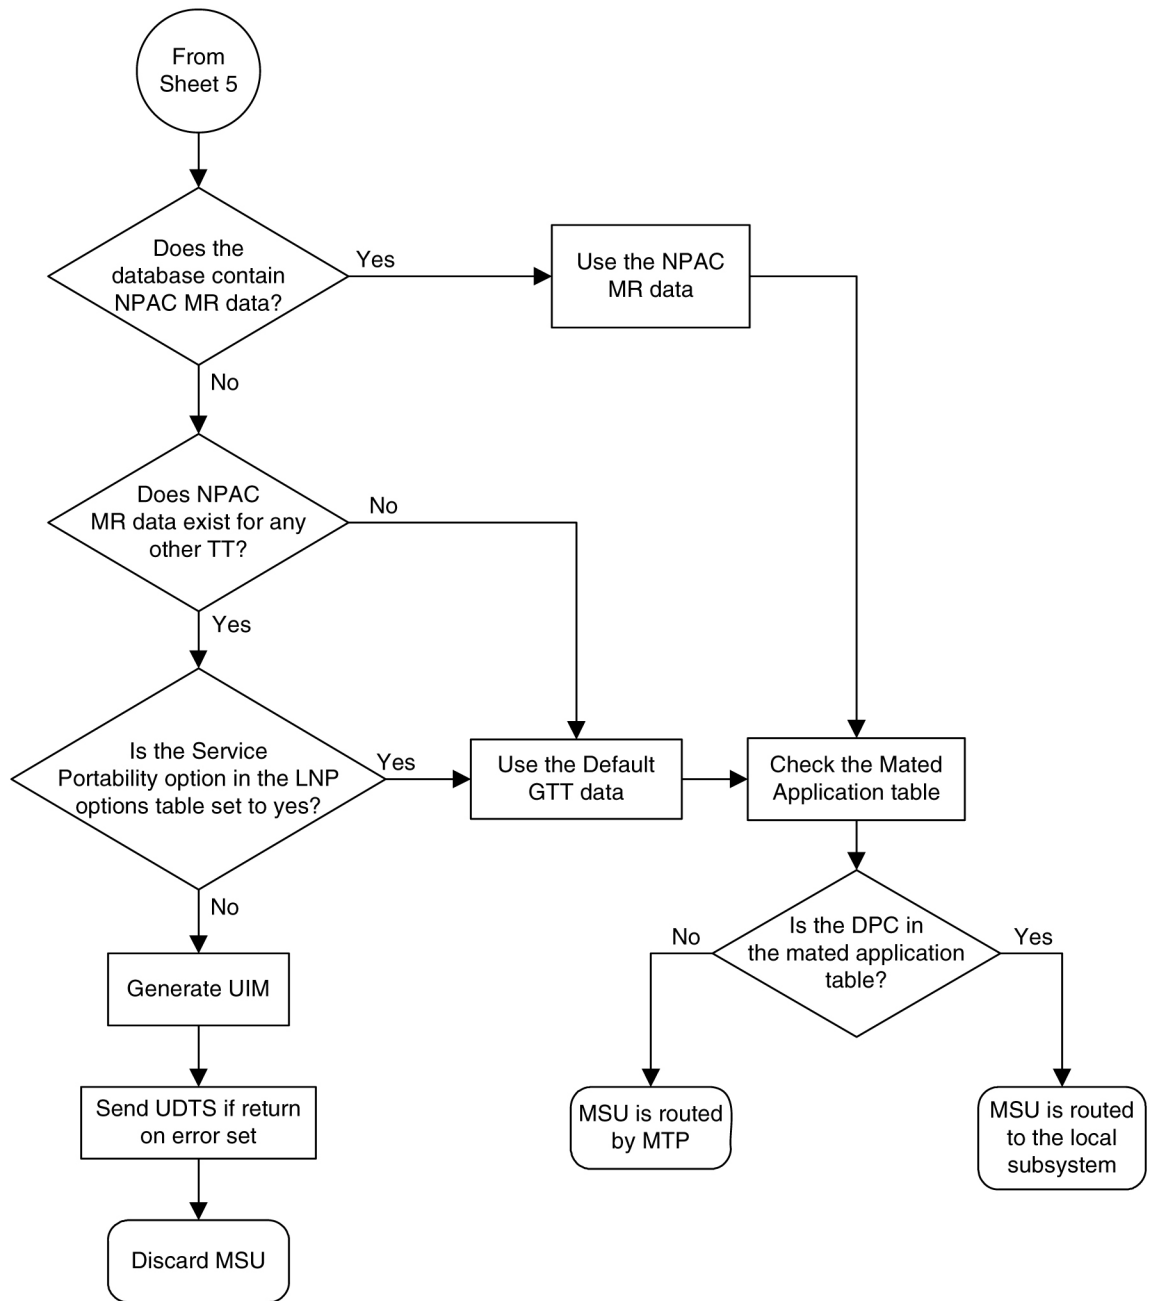 From
Sheet 5
Does the
database contain
NPAC MR data?
Yes
Use the NPAC
MR data
No
Does NPAC
MR data exist for any
other TT?
No
Yes
Is the Service
Portability option in the LNP
options table set to yes?
Yes
Use the Default
GTT data
Check the Mated
Application table
No
Is the DPC in
the mated application
table?
No
Yes
Generate UIM
Send UDTS if return
on error set
MSU is routed
by MTP
MSU is routed
to the local
subsystem
Discard MSU